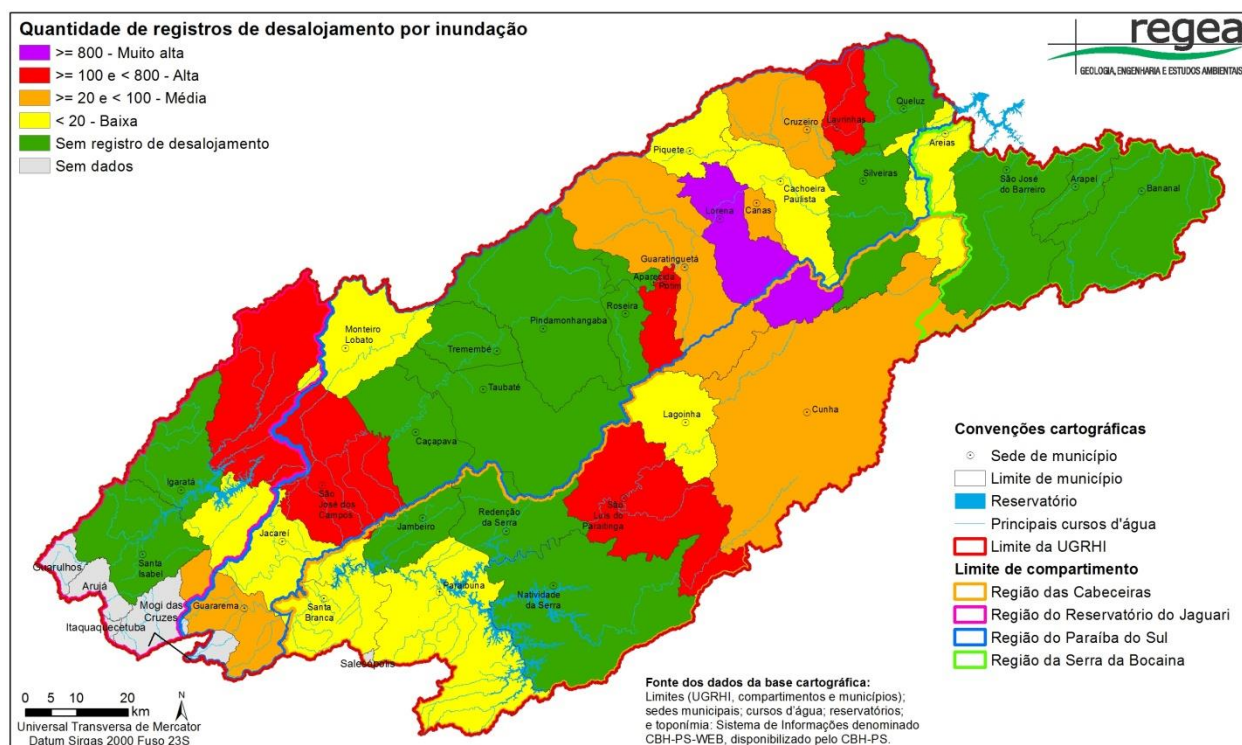 Quantidade de registros de desalojamento por inundação
>= 800 - Muito alta
>= 100 e < 800 - Alta
>= 20 e < 100 - Média
< 20 - Baixa
Sem registro de desalojamento
Sem dados
regea
GEOLOGIA, ENGENHARIA E ESTUDOS AMBIENTAIS
Queluz
Lavrinhas
Cruzeiro
Areias
Piquete
Silveiras
São José
do Barreiro
Arapeí
Bananal
Cachoeira
Paulista
Lorena
Canas
Guaratinguetá
Aparecida
Potim
Roseira
Pindamonhangaba
Monteiro
Lobato
Tremembé
Taubaté
Cunha
Lagoinha
Caçapava
Igaratá
São
José dos
Campos
São
Luís do
Paraitinga
Redenção
da Serra
Jambeiro
Jacareí
Santa
Isabel
Guarulhos
Arujá
Paraibuna
Natividade
da Serra
Mogi das
Cruzes
Guararema
Santa
Branca
Itaquaquecetuba
Salesópolis
Convenções cartográficas
Sede de município
Limite de município
Reservatório
Principais cursos d'água
Limite da UGRHI
Limite de compartimento
Região das Cabeceiras
Região do Reservatório do Jaguari
Região do Paraíba do Sul
Região da Serra da Bocaina
Fonte dos dados da base cartográfica:
Limites (UGRHI, compartimentos e municípios);
sedes municipais; cursos d'água; reservatórios;
e toponímia: Sistema de Informações denominado
CBH-PS-WEB, disponibilizado pelo CBH-PS.
0 5 10 20
km
N
Universal Transversa de Mercator
Datum Sirgas 2000 Fuso 23S